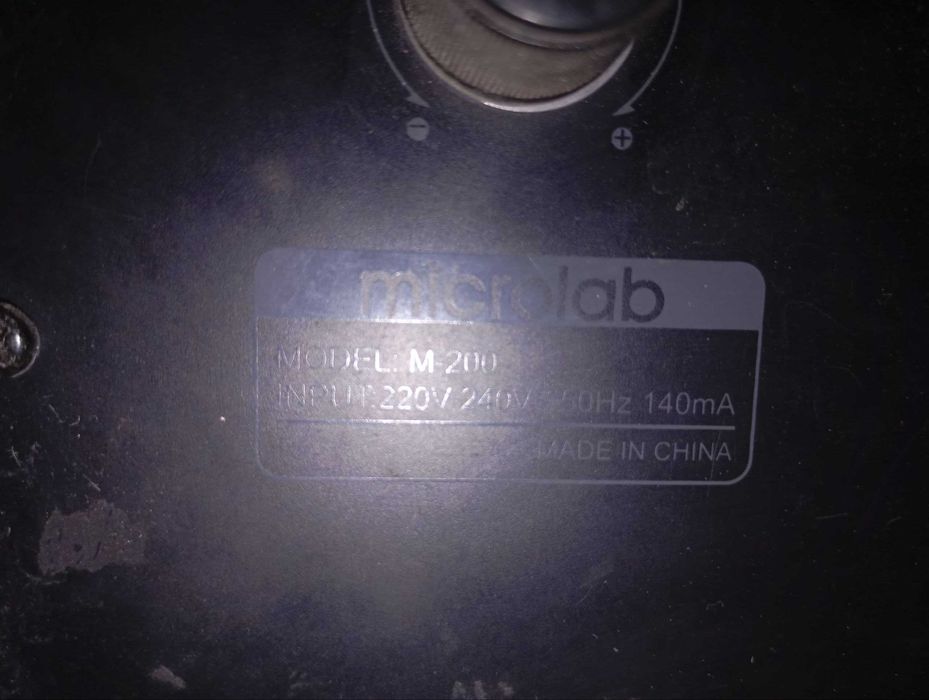 microlab
MODEL: M-200
INPUT: 220V 240V 50Hz 140mA
MADE IN CHINA